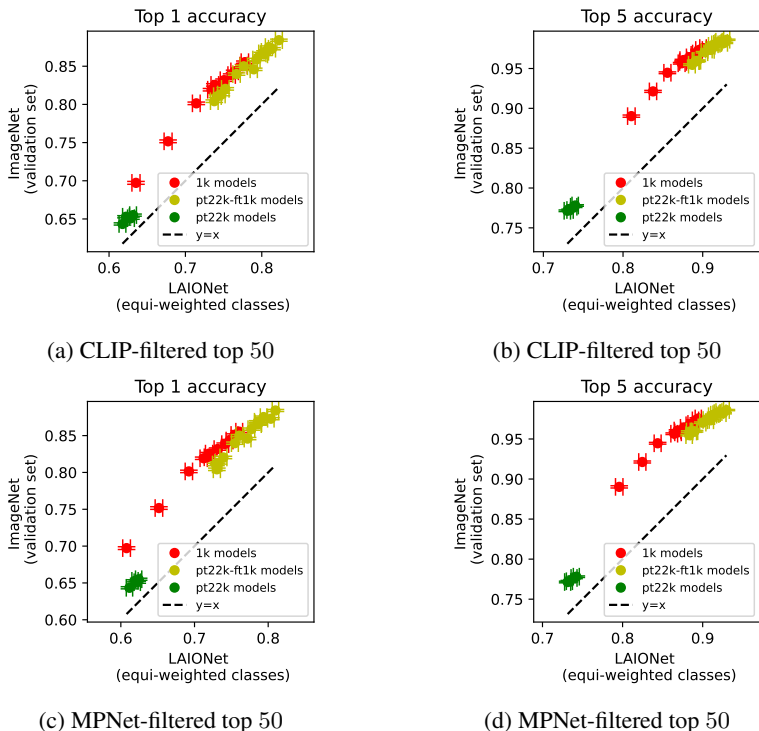 Top 1 accuracy
ImageNet
(validation set)
0.85
0.80
0.75
0.70
0.65
1k models
pt22k-ft1k models
pt22k models
y=x
0.6 0.7 0.8
LAIONet
(equi-weighted classes)
(a) CLIP-filtered top 50
Top 5 accuracy
ImageNet
(validation set)
0.95
0.90
0.85
0.80
0.75
1k models
pt22k-ft1k models
pt22k models
y=x
0.7 0.8 0.9
LAIONet
(equi-weighted classes)
(b) CLIP-filtered top 50
Top 1 accuracy
ImageNet
(validation set)
0.85
0.80
0.75
0.70
0.65
0.60
1k models
pt22k-ft1k models
pt22k models
y=x
0.6 0.7 0.8
LAIONet
(equi-weighted classes)
(c) MPNet-filtered top 50
Top 5 accuracy
ImageNet
(validation set)
0.95
0.90
0.85
0.80
0.75
1k models
pt22k-ft1k models
pt22k models
y=x
0.7 0.8 0.9
LAIONet
(equi-weighted classes)
(d) MPNet-filtered top 50